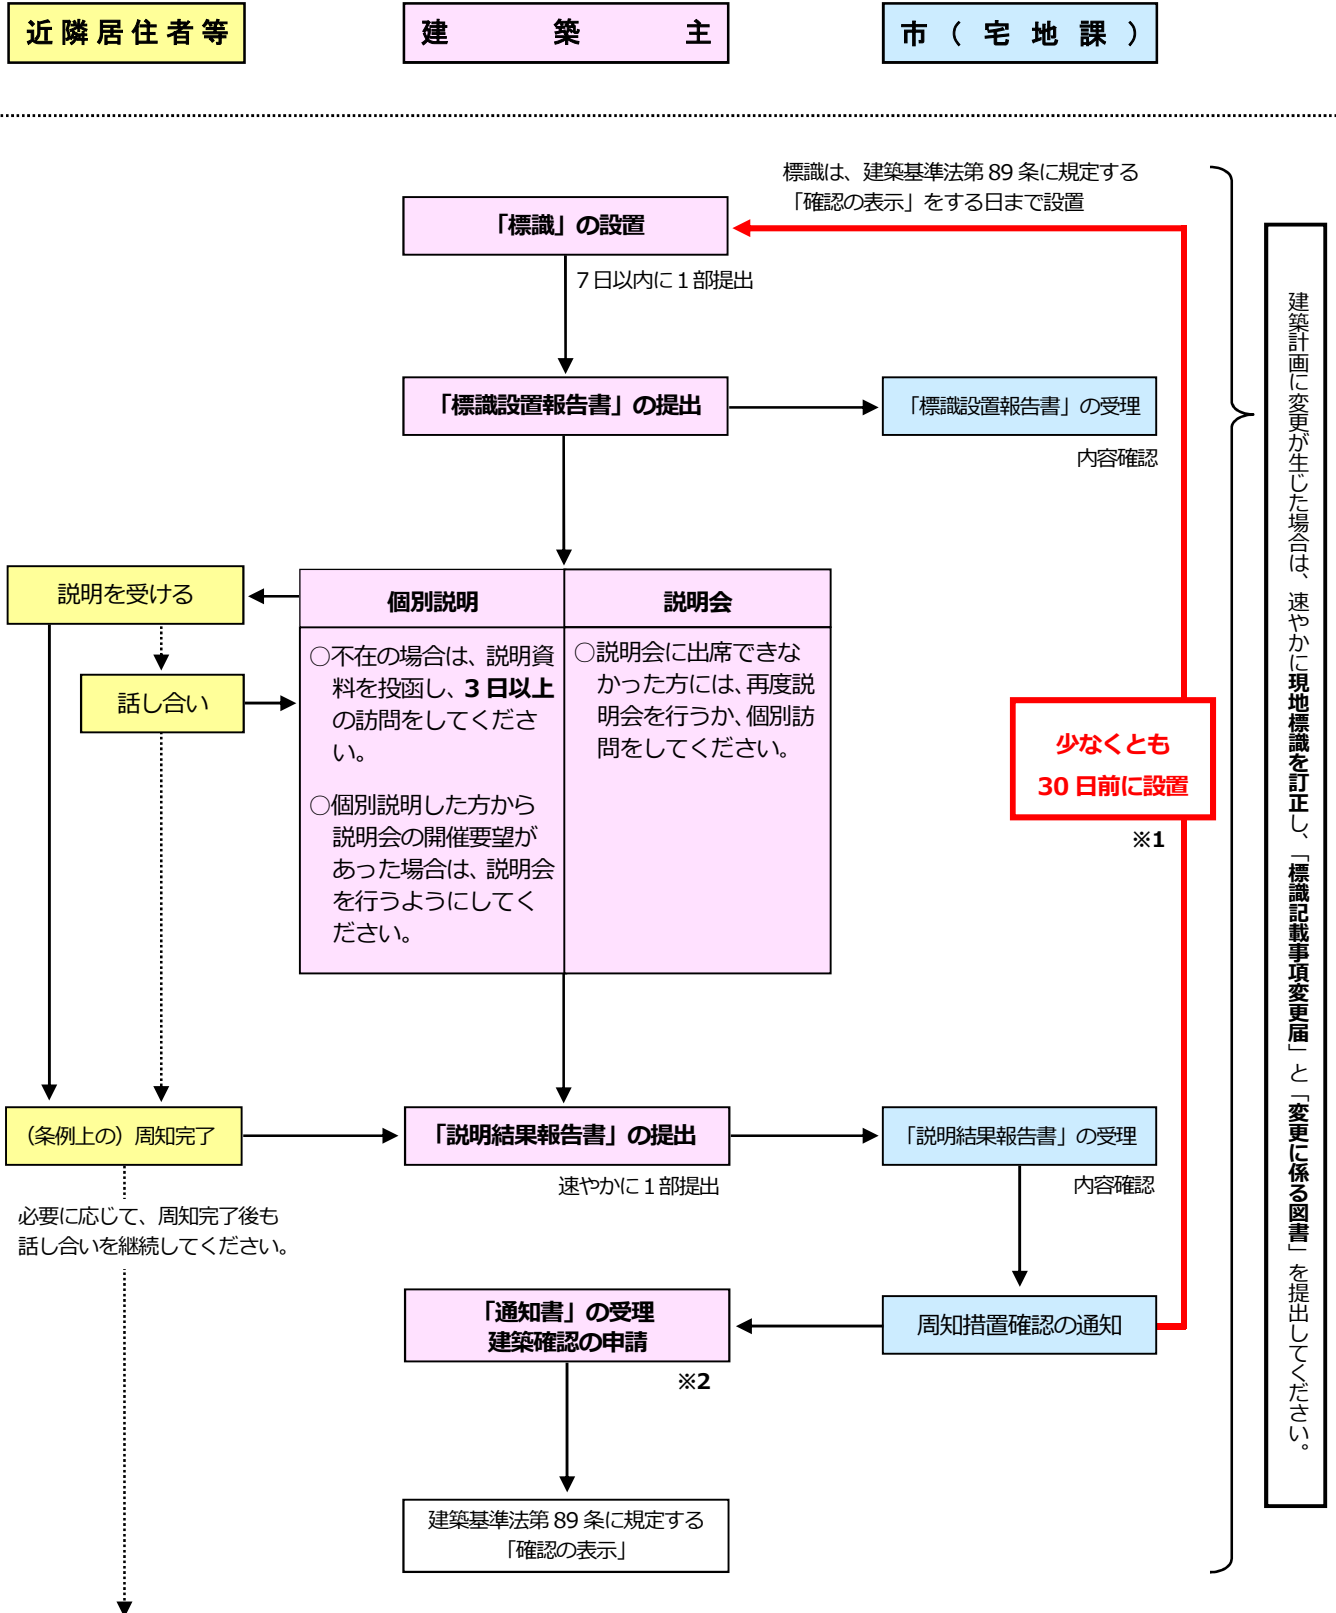 近隣居住者等
建築主
市(宅地課)
標識は、建築基準法第 89 条に規定する
「確認の表示」をする日まで設置
「標識」の設置
7日以内に1部提出
「標識設置報告書」の提出
「標識設置報告書」の受理
内容確認
説明を受ける
話し合い
個別説明
説明会
○不在の場合は、説明資
料を投函し、3 日以上
の訪問をしてくださ
い。
○個別説明した方から
説明会の開催要望が
あった場合は、説明会
を行うようにしてく
ださい。
○説明会に出席できな
かった方には、再度説
明会を行うか、個別訪
問をしてください。
少なくとも
30 日前に設置
※1
(条例上の)周知完了
「説明結果報告書」の提出
速やかに1部提出
「説明結果報告書」の受理
内容確認
必要に応じて、周知完了後も
話し合いを継続してください。
「通知書」の受理
建築確認の申請
※2
周知措置確認の通知
建築基準法第 89 条に規定する
「確認の表示」
建築計画に変更が生じた場合は、速やかに現地標識を訂正し、「標識記載事項変更届」と「変更に係る図書」を提出してください。